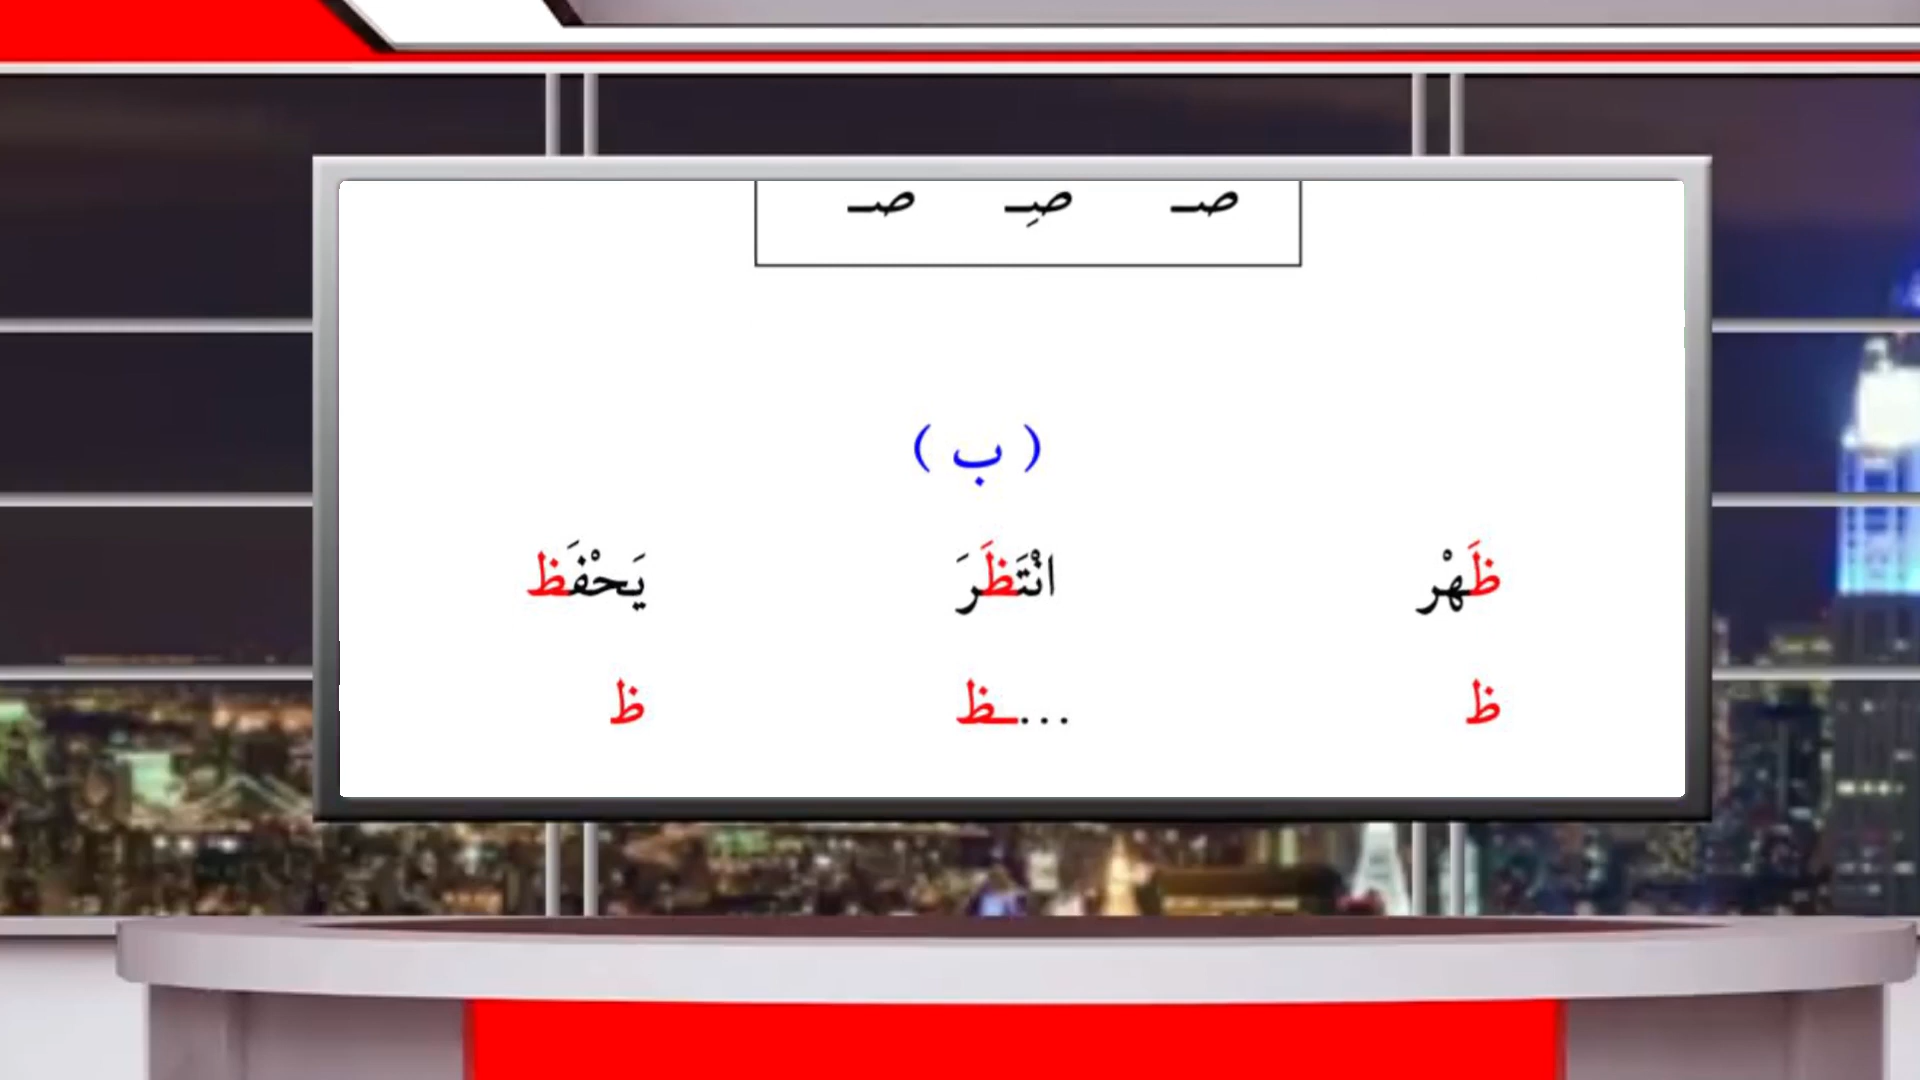 صـ صِـ صـ
( ب )
ظَهْر انْتَظَرَ يَحْفَظ
ظ ...ـظ ظ